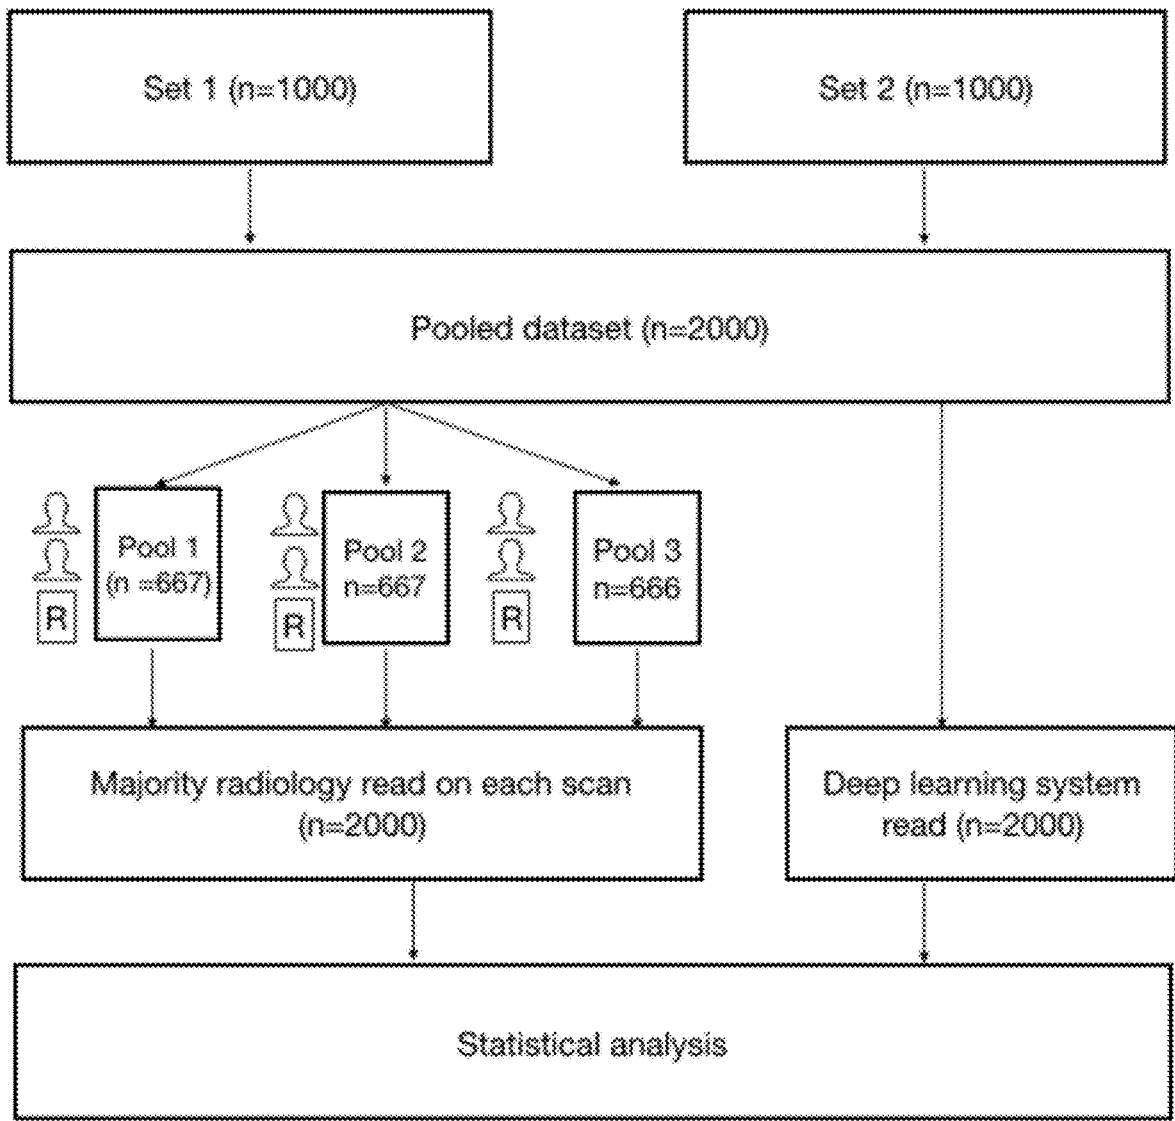 Set 1 (n=1000)
Set 2 (n=1000)
Pooled dataset (n=2000)
Pool 1
(n =667)
R
Pool 2
n=667
R
Pool 3
n=666
R
Majority radiology read on each scan
(n=2000)
Deep learning system
read (n=2000)
Statistical analysis